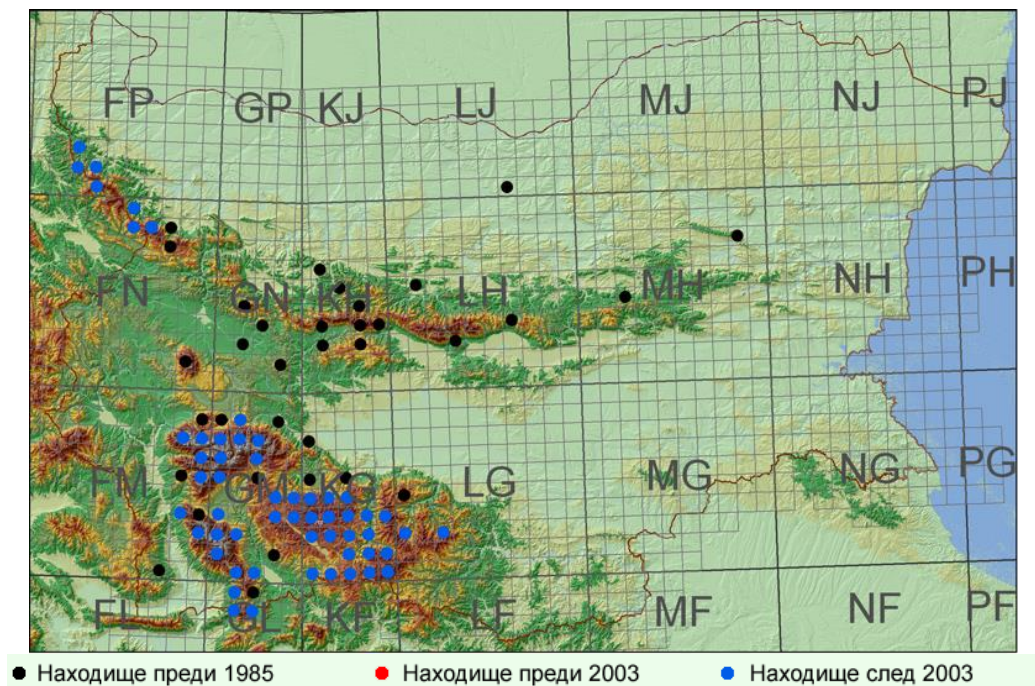 FP GP KJ LJ MJ NJ PJ
FN GN KH LH MH NH PH
FM GM KG LG MG NG PG
FL GL KF LF MF NF PF
Находище преди 1985 Находище преди 2003 Находище след 2003